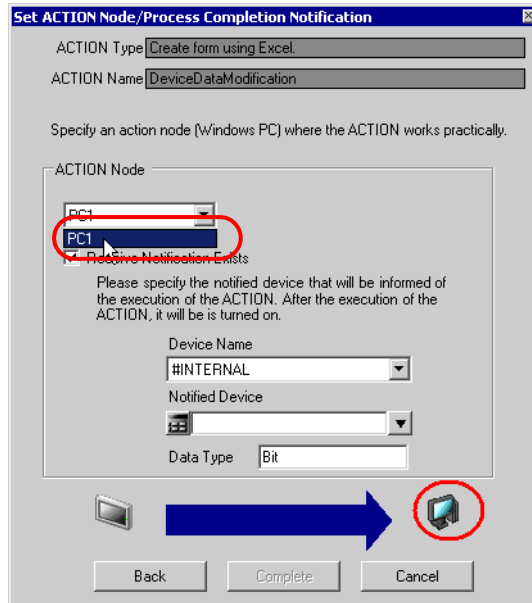 Set ACTION Node/Process Completion Notification
ACTION Type Create form using Excel.
ACTION Name DeviceDataModification
Specify an action node (Windows PC) where the ACTION works practically.
ACTION Node
PC1
PC1
Receive Notification Exists
Please specify the notified device that will be informed of
the execution of the ACTION. After the execution of the
ACTION, it will be is turned on.
Device Name
#INTERNAL
Notified Device
Data Type Bit
Back Complete Cancel